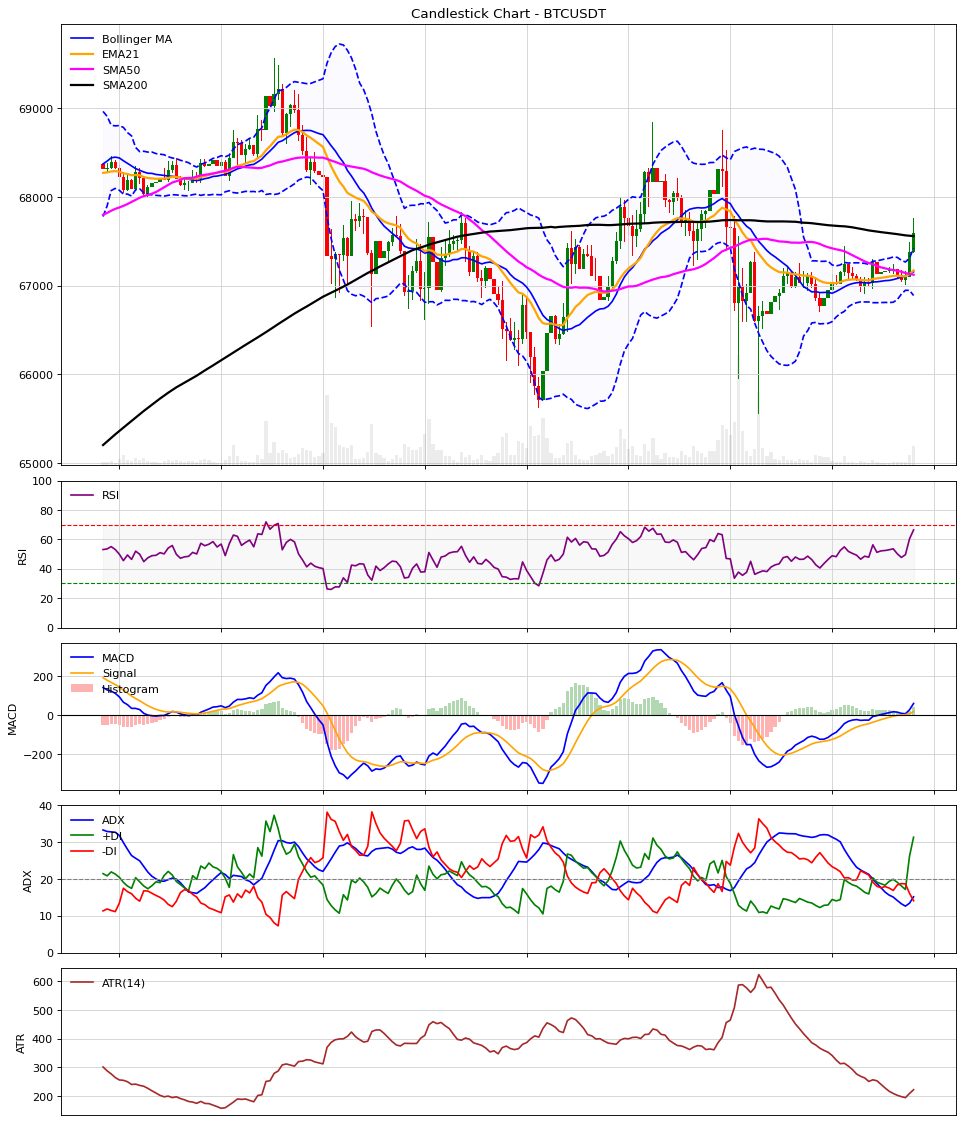 Candlestick Chart - BTCUSDT
Bollinger MA
EMA21
SMA50
SMA200
69000
68000
67000
66000
65000
RSI
100
80
60
40
20
0
RSI
MACD
Signal
Histogram
200
0
−200
MACD
ADX
+DI
-DI
40
30
20
10
0
ADX
ATR(14)
600
500
400
300
200
ATR